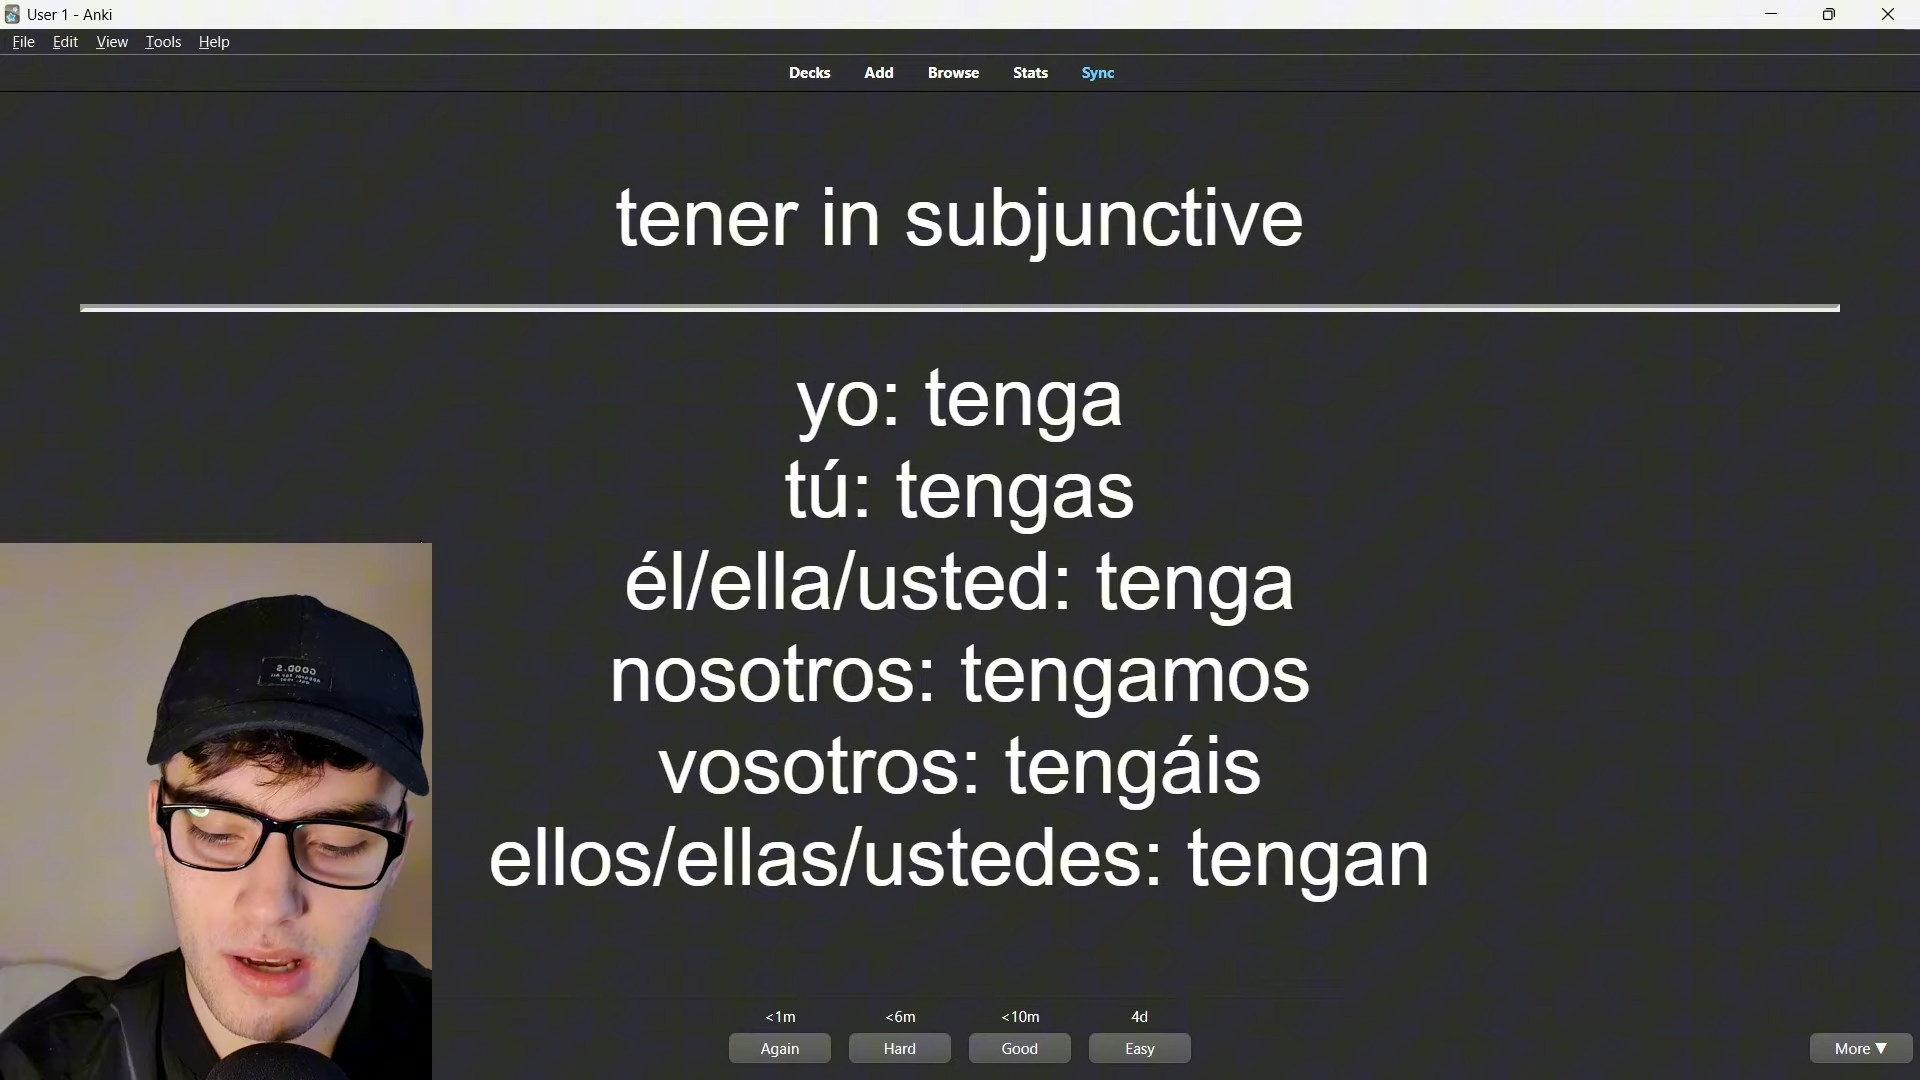 User 1 - Anki
File Edit View Tools Help
Decks Add Browse Stats Sync
tener in subjunctive
yo: tenga
tú: tengas
él/ella/usted: tenga
nosotros: tengamos
vosotros: tengáis
ellos/ellas/ustedes: tengan
GOOD.S
<1m <6m <10m 4d
Again Hard Good Easy
More ▼